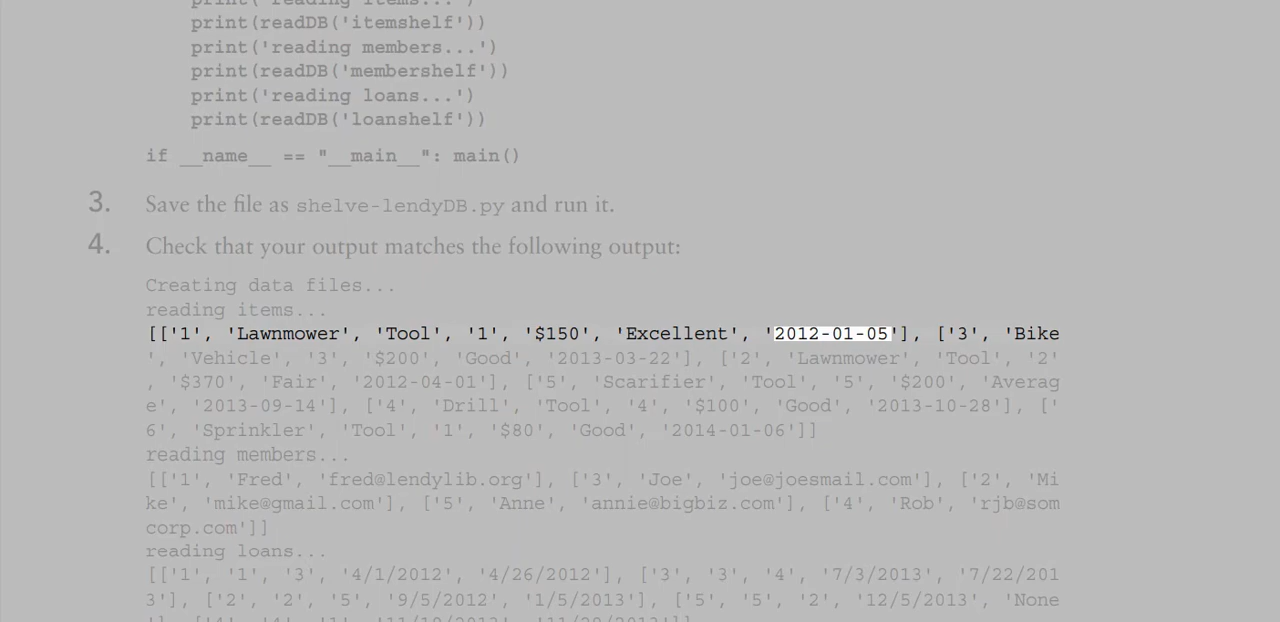 print('reading items...')
print(readDB('itemshelf'))
print('reading members...')
print(readDB('membershelf'))
print('reading loans...')
print(readDB('loanshelf'))
if __name__ == "__main__": main()
3. Save the file as shelve-lendyDB.py and run it.
4. Check that your output matches the following output:
Creating data files...
reading items...
[['1', 'Lawnmower', 'Tool', '1', '$150', 'Excellent', '2012-01-05'], ['3', 'Bike
', 'Vehicle', '3', '$200', 'Good', '2013-03-22'], ['2', 'Lawnmower', 'Tool', '2'
, '$370', 'Fair', '2012-04-01'], ['5', 'Scarifier', 'Tool', '5', '$200', 'Averag
e', '2013-09-14'], ['4', 'Drill', 'Tool', '4', '$100', 'Good', '2013-10-28'], ['
6', 'Sprinkler', 'Tool', '1', '$80', 'Good', '2014-01-06']]
reading members...
[['1', 'Fred', 'fred@lendylib.org'], ['3', 'Joe', 'joe@joesmail.com'], ['2', 'Mi
ke', 'mike@gmail.com'], ['5', 'Anne', 'annie@bigbiz.com'], ['4', 'Rob', 'rjb@som
corp.com']]
reading loans...
[['1', '1', '3', '4/1/2012', '4/26/2012'], ['3', '3', '4', '7/3/2013', '7/22/201
3'], ['2', '2', '5', '9/5/2012', '1/5/2013'], ['5', '5', '2', '12/5/2013', 'None